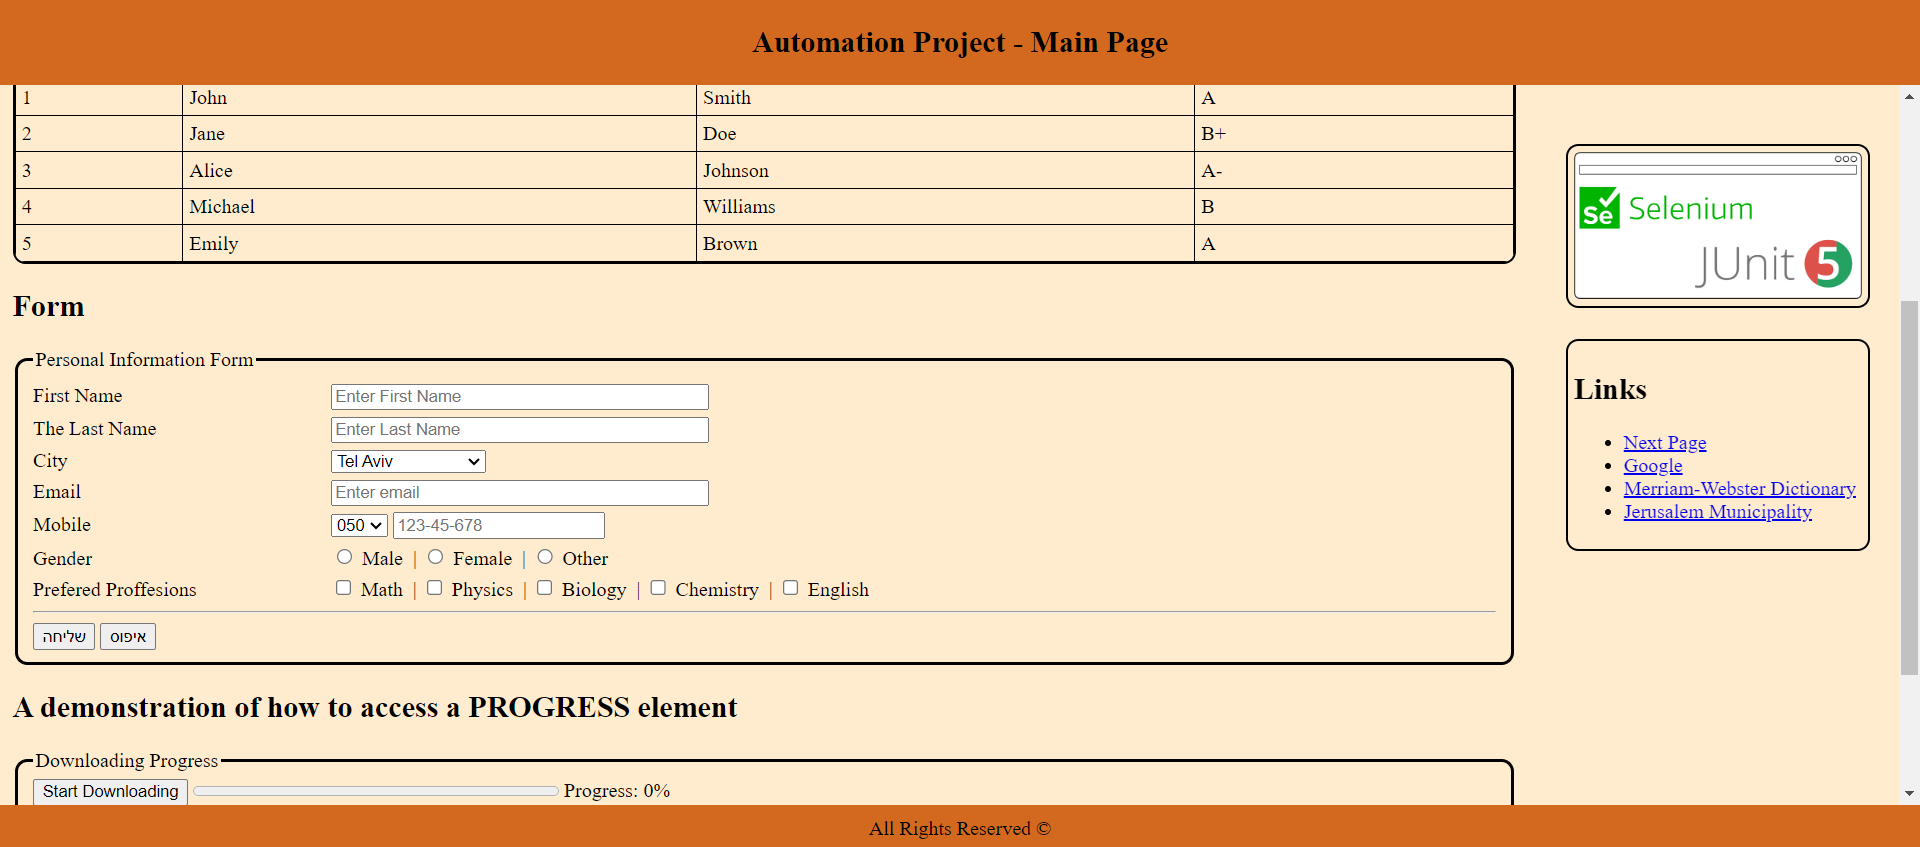 Automation Project - Main Page
1 John Smith A
2 Jane Doe B+
3 Alice Johnson A-
4 Michael Williams B
5 Emily Brown A
Form
Personal Information Form
First Name Enter First Name
The Last Name Enter Last Name
City Tel Aviv
Email Enter email
Mobile 050 123-45-678
Gender Male | Female | Other
Prefered Proffesions Math | Physics | Biology | Chemistry | English
שליחה איפוס
A demonstration of how to access a PROGRESS element
Downloading Progress
Start Downloading Progress: 0%
Se Selenium
JUnit 5
Links
Next Page
Google
Merriam-Webster Dictionary
Jerusalem Municipality
All Rights Reserved ©